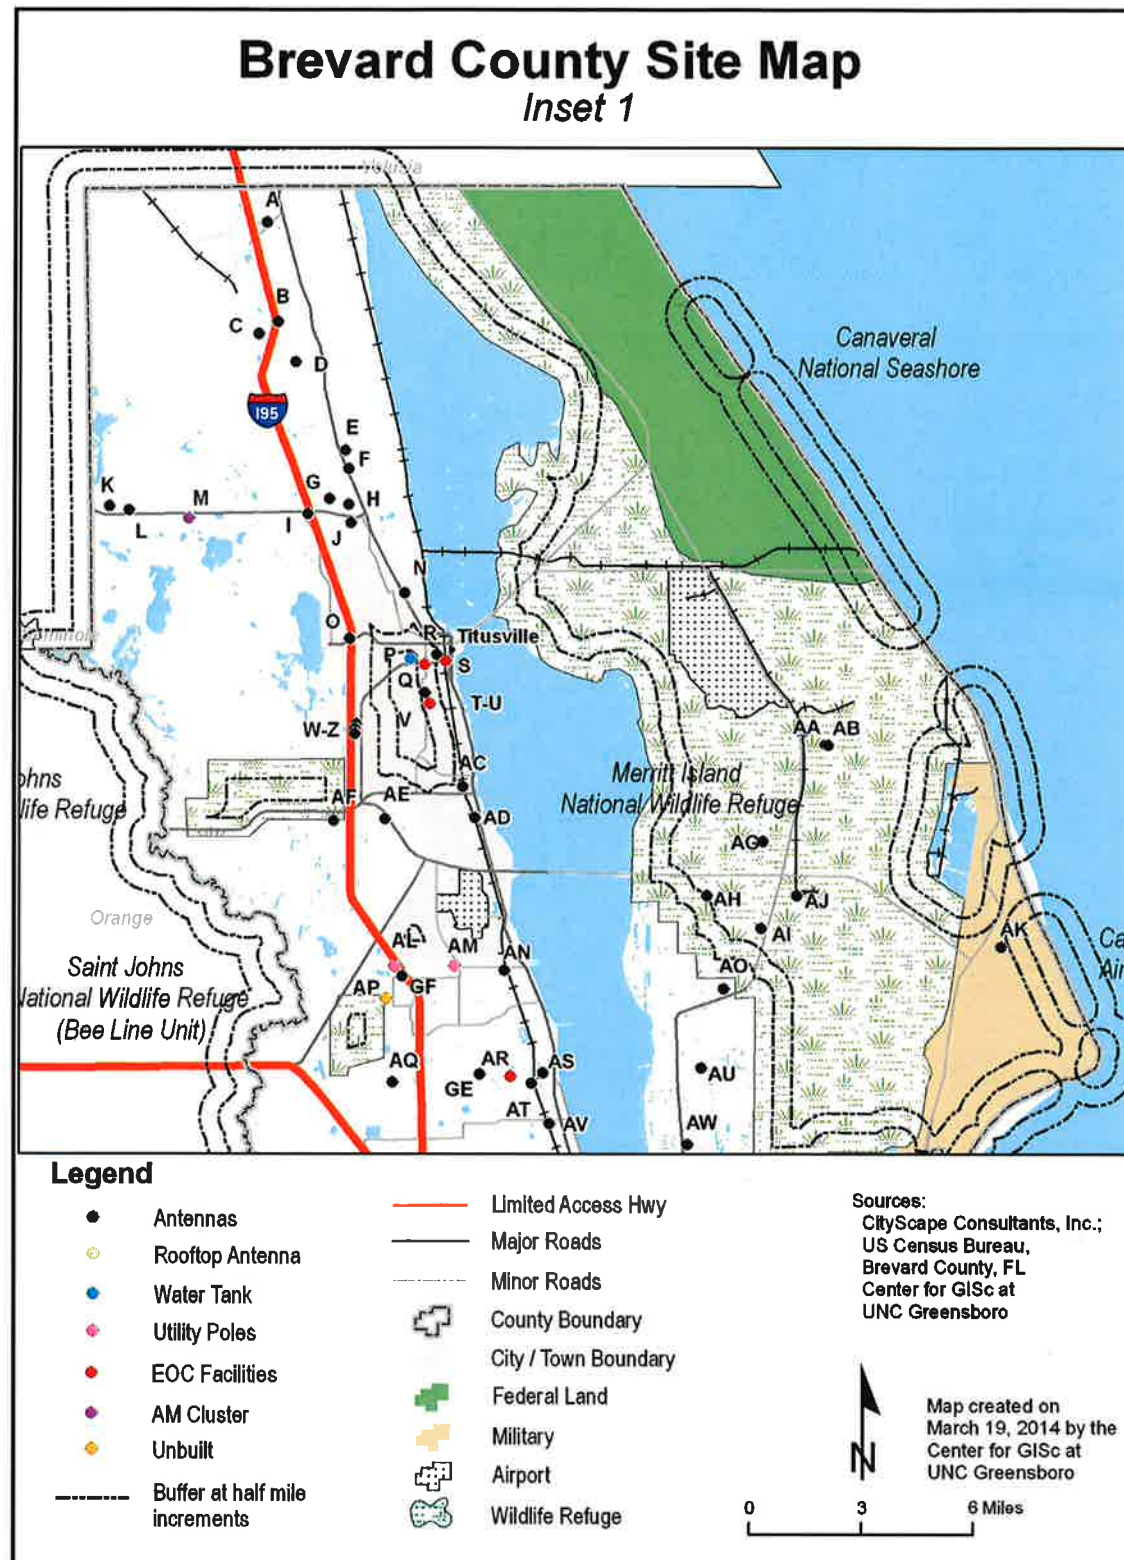 Brevard County Site Map
Inset 1
Volusia
A
B
C
D
I95
Canaveral
National Seashore
E
F
G
H
K
L
M
I
J
N
O
R
Titusville
P
S
Q
T-U
V
W-Z
AA
AB
AC
Merritt Island
National Wildlife Refuge
ohns
life Refuge
AF
AE
AD
AG
AH
AJ
AI
AK
Orange
AL
AM
AN
AO
Ca
Air
Saint Johns
National Wildlife Refuge
(Bee Line Unit)
AP
GF
AQ
AR
AS
GE
AT
AU
AV
AW
Legend
Antennas
Rooftop Antenna
Water Tank
Utility Poles
EOC Facilities
AM Cluster
Unbuilt
Buffer at half mile
increments
Limited Access Hwy
Major Roads
Minor Roads
County Boundary
City / Town Boundary
Federal Land
Military
Airport
Wildlife Refuge
Sources:
CityScape Consultants, Inc.;
US Census Bureau,
Brevard County, FL
Center for GISc at
UNC Greensboro
N
Map created on
March 19, 2014 by the
Center for GISc at
UNC Greensboro
0 3 6 Miles